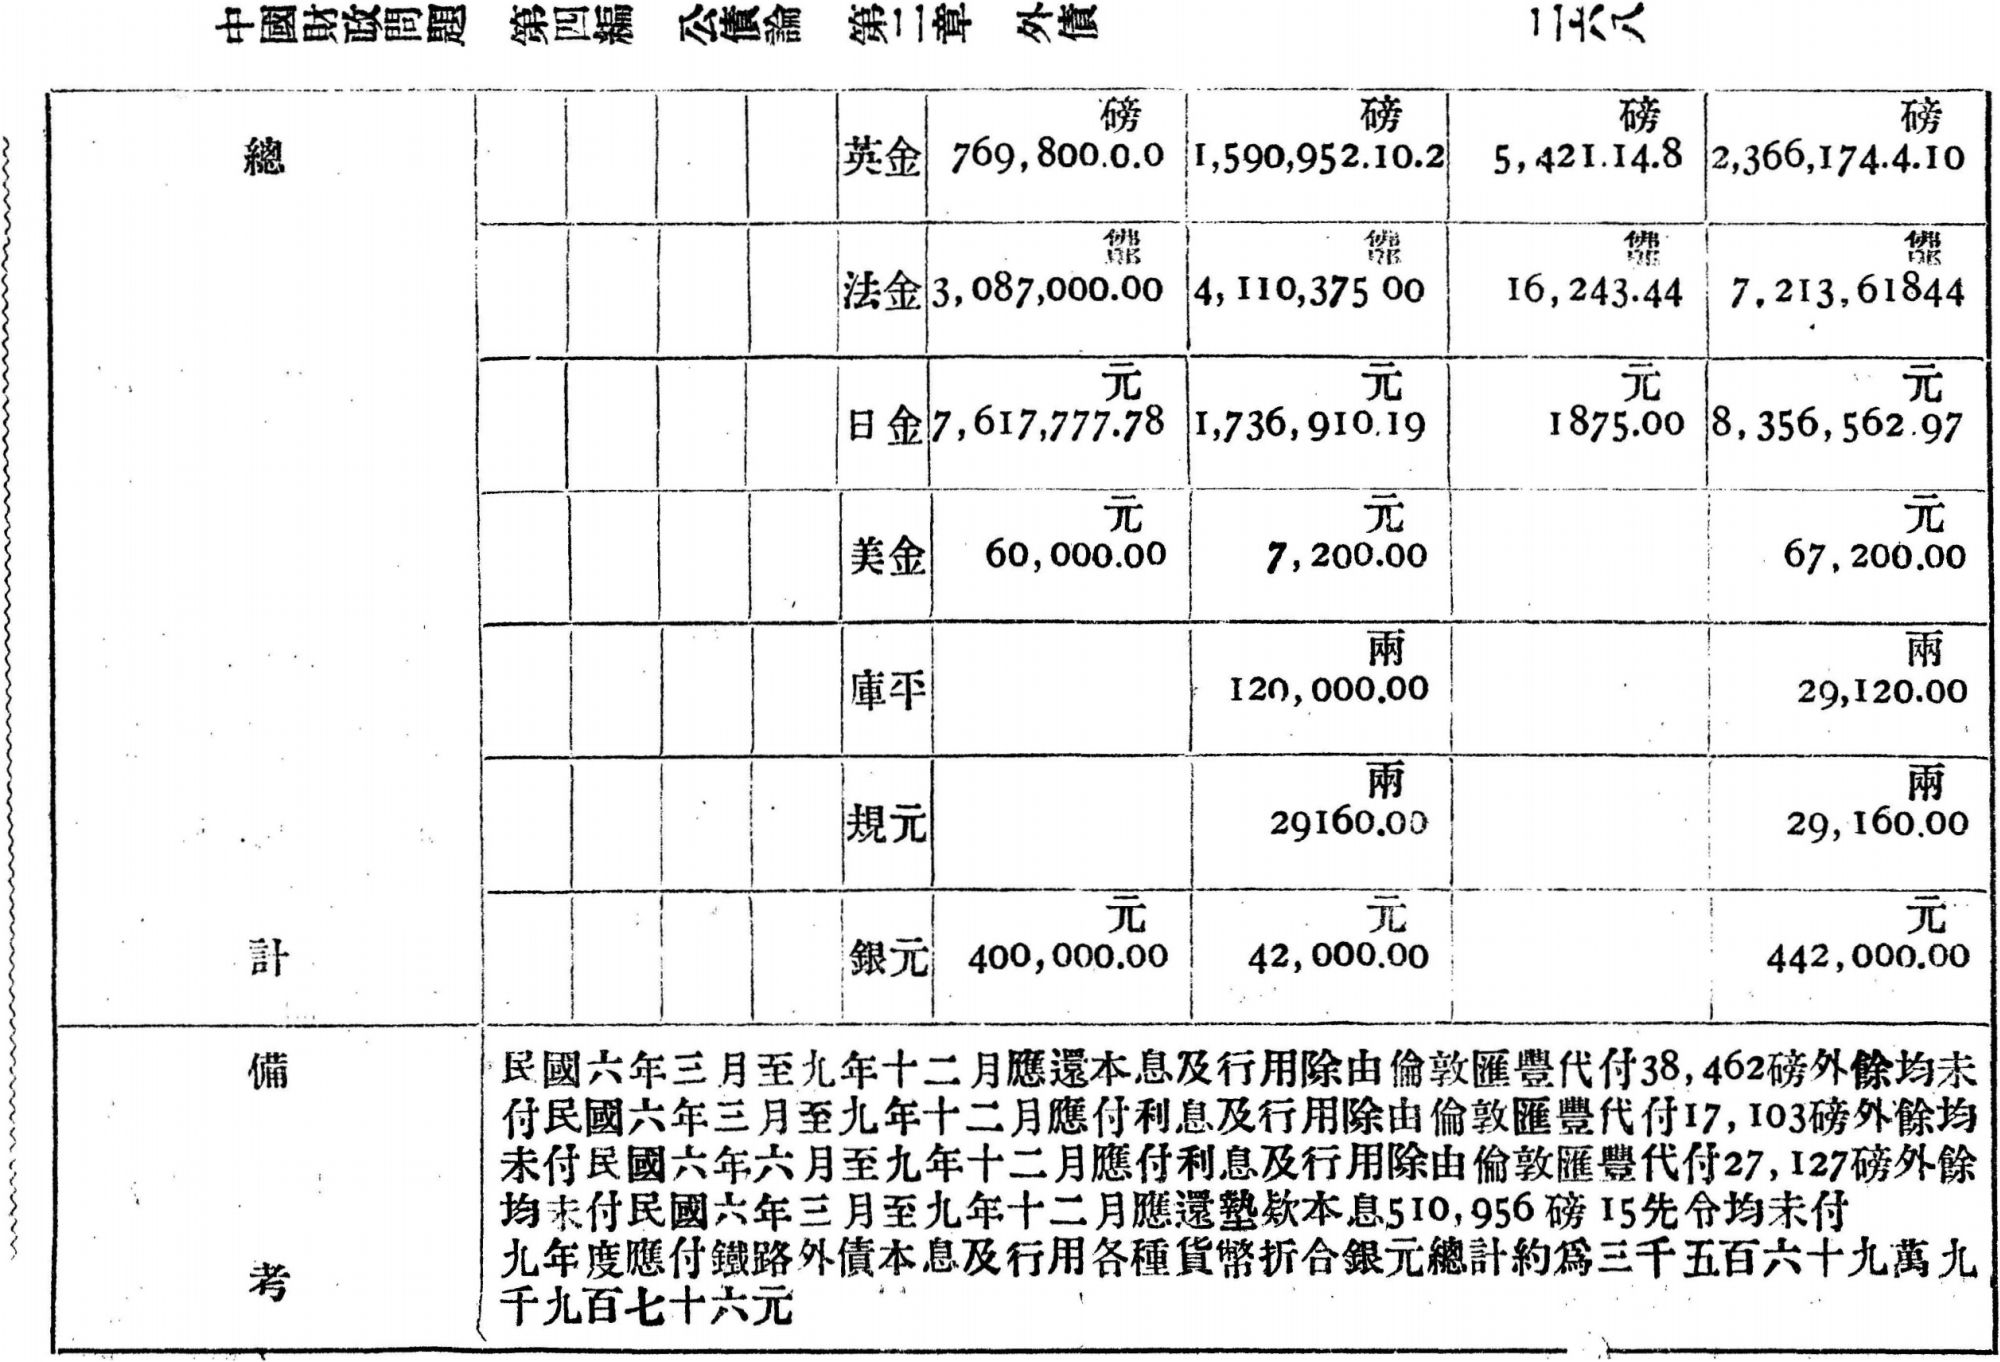 中國財政問題 第四編 公債論 第二章 外債 二六八
總計
磅 磅 磅 磅
英金 769,800.0.0 1,590,952.10.2 5,421.14.8 2,366,174.4.10
佛郎 佛郎 佛郎 佛郎
法金 3,087,000.00 4,110,375 00 16,243.44 7,213,61844
元 元 元 元
日金 7,617,777.78 1,736,910.19 1875.00 8,356,562.97
元 元 元
美金 60,000.00 7,200.00 67,200.00
兩 兩
庫平 120,000.00 29,120.00
兩 兩
規元 29160.00 29,160.00
元 元 元
銀元 400,000.00 42,000.00 442,000.00
備考
民國六年三月至九年十二月應還本息及行用除由倫敦匯豐代付38,462磅外餘均未
付民國六年三月至九年十二月應付利息及行用除由倫敦匯豐代付17,103磅外餘均
未付民國六年六月至九年十二月應付利息及行用除由倫敦匯豐代付27,127磅外餘
均未付民國六年三月至九年十二月應還墊欵本息510,956磅15先令均未付
九年度應付鐵路外債本息及行用各種貨幣折合銀元總計約爲三千五百六十九萬九
千九百七十六元